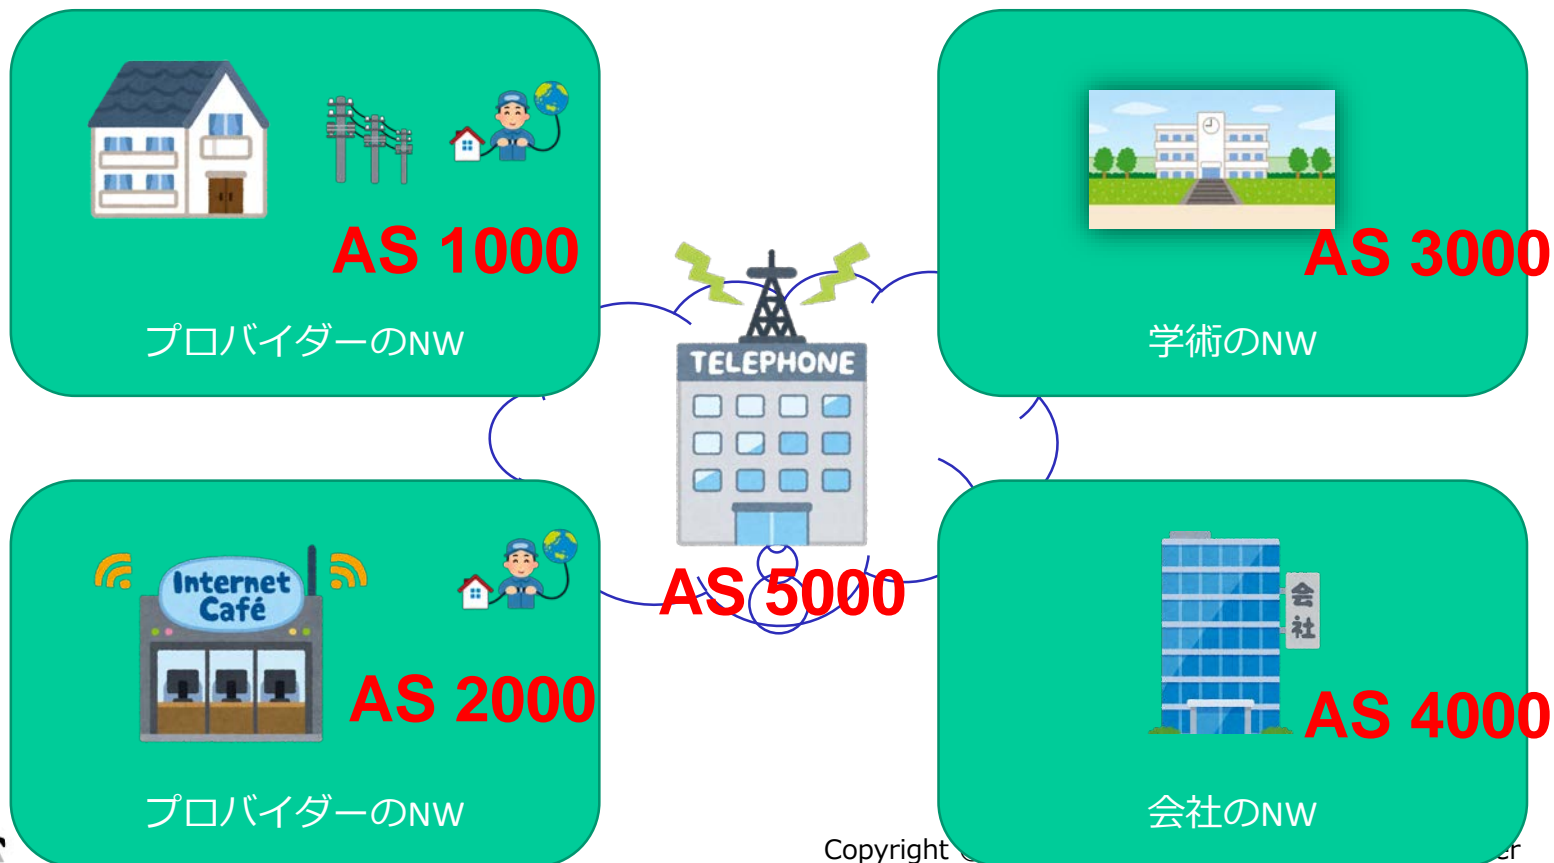 AS 1000
プロバイダーのNW
AS 3000
学術のNW
TELEPHONE
AS 5000
Internet
Café
AS 2000
プロバイダーのNW
会
社
AS 4000
会社のNW
Copyright